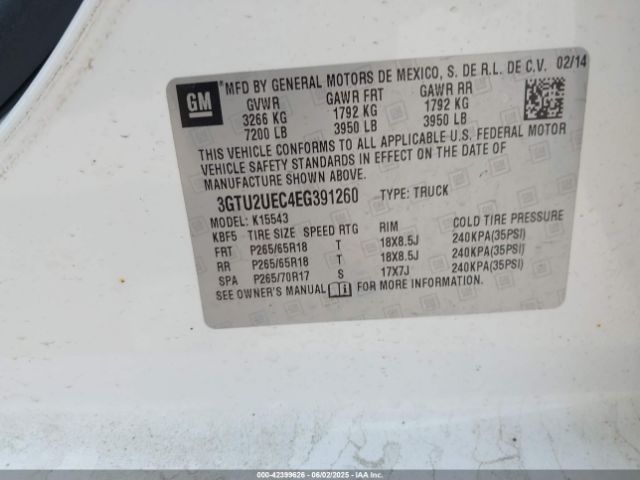 GM
*MFD BY GENERAL MOTORS DE MEXICO, S. DE R.L. DE C.V. 02/14
GVWR GAWR FRT GAWR RR
3266 KG 1792 KG 1792 KG
7200 LB 3950 LB 3950 LB
THIS VEHICLE CONFORMS TO ALL APPLICABLE U.S. FEDERAL MOTOR
VEHICLE SAFETY STANDARDS IN EFFECT ON THE DATE OF
MANUFACTURE SHOWN ABOVE.
3GTU2UEC4EG391260 TYPE: TRUCK
MODEL: K15543
KBF5 TIRE SIZE SPEED RTG RIM COLD TIRE PRESSURE
FRT P265/65R18 T 18X8.5J 240KPA(35PSI)
RR P265/65R18 T 18X8.5J 240KPA(35PSI)
SPA P265/70R17 S 17X7J 240KPA(35PSI)
SEE OWNER'S MANUAL FOR MORE INFORMATION.
000-42399626 - 06/02/2025 - IAAI.COM